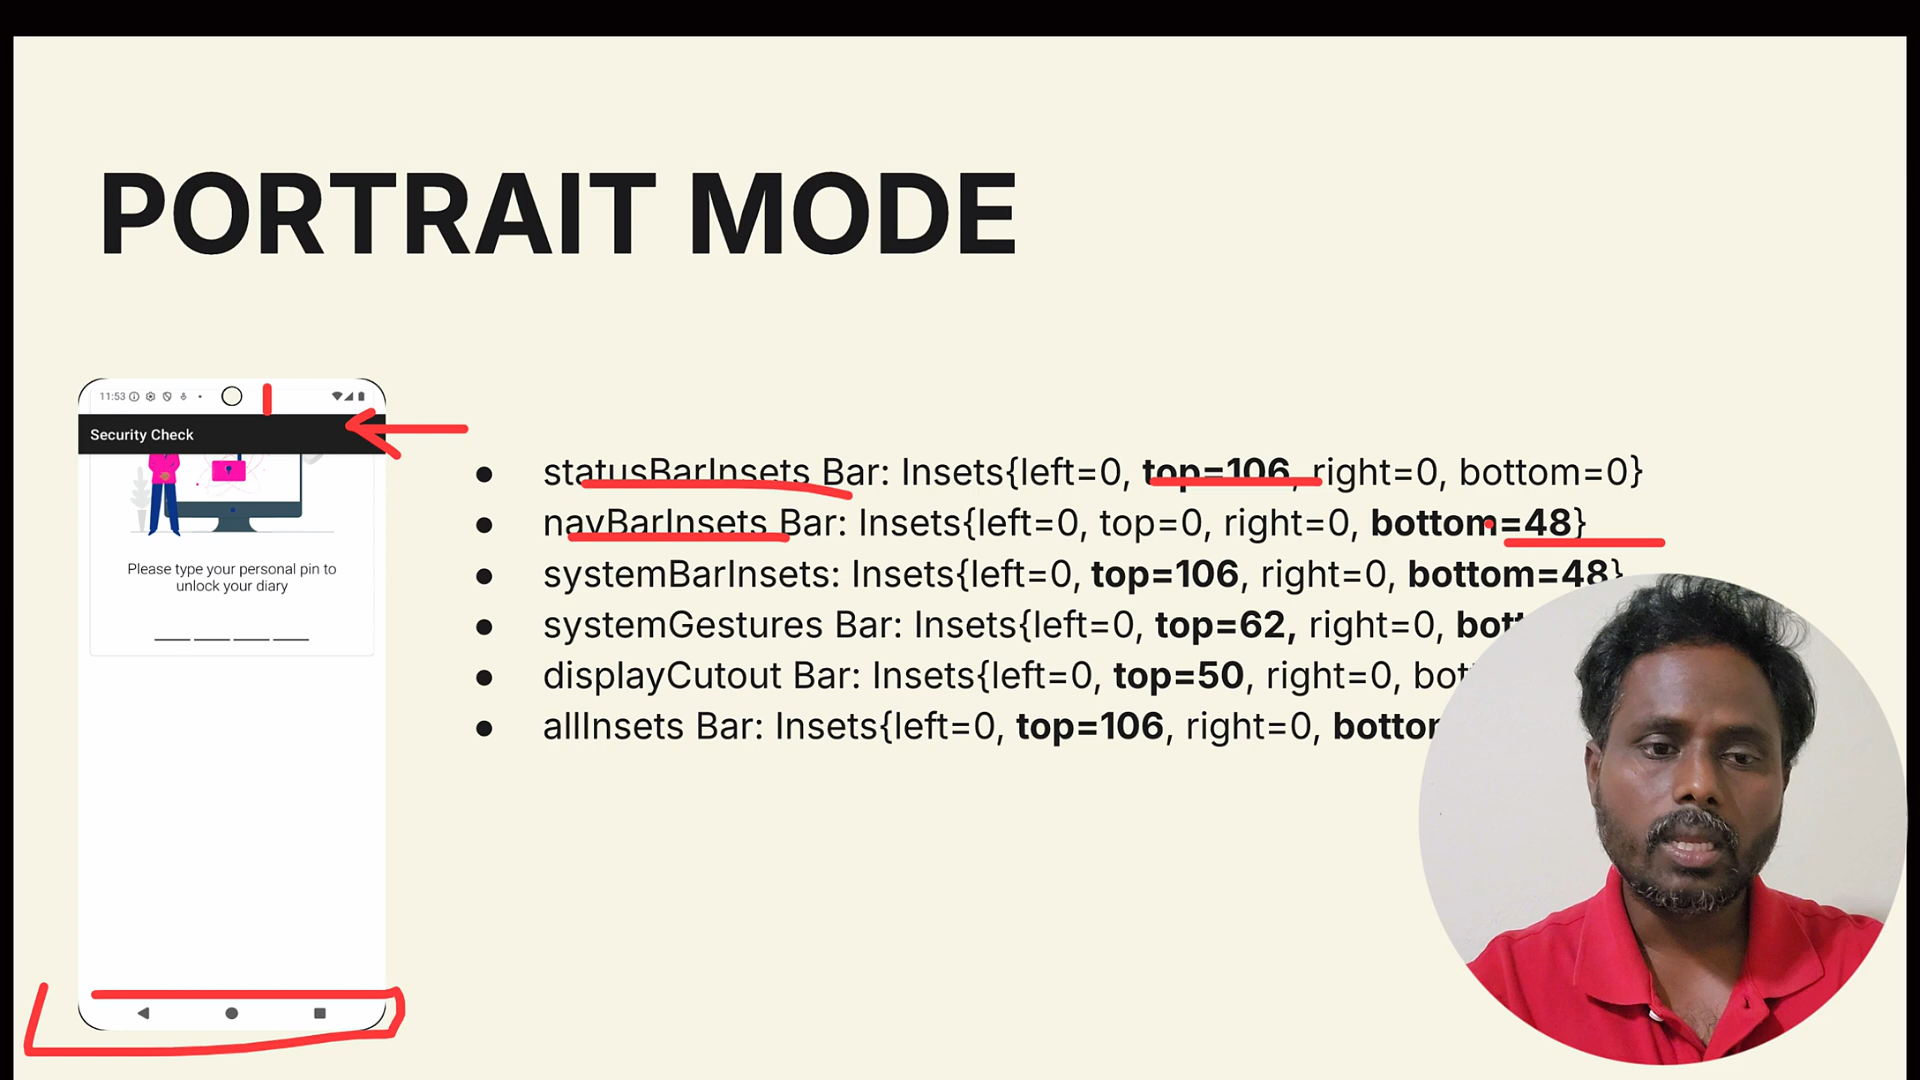 PORTRAIT MODE
11:53
Security Check
Please type your personal pin to
unlock your diary
● statusBarInsets Bar: Insets{left=0, top=106, right=0, bottom=0}
● navBarInsets Bar: Insets{left=0, top=0, right=0, bottom=48}
● systemBarInsets: Insets{left=0, top=106, right=0, bottom=48}
● systemGestures Bar: Insets{left=0, top=62, right=0,
● displayCutout Bar: Insets{left=0, top=50, right=0,
● allInsets Bar: Insets{left=0, top=106, right=0,